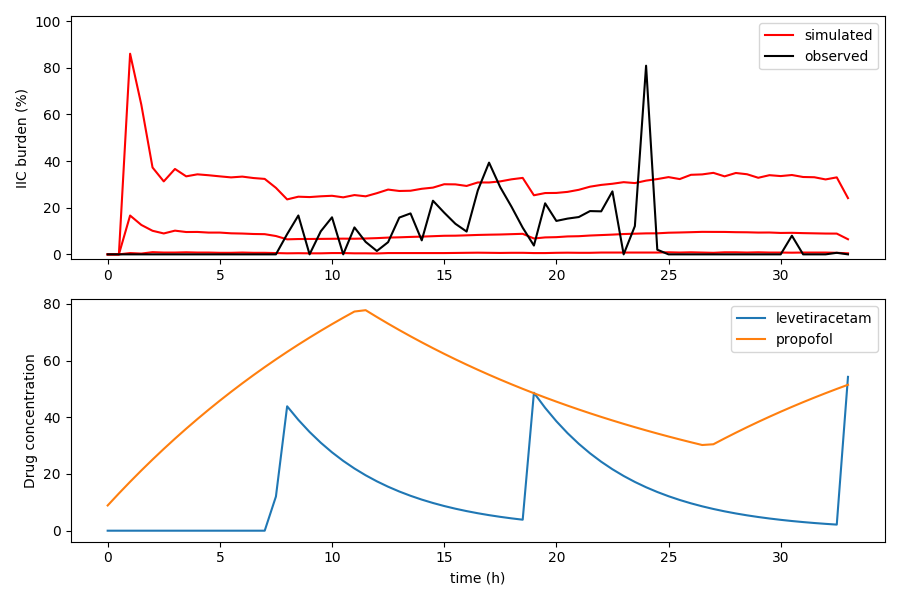 100
80
60
40
20
0
IIC burden (%)
simulated
observed
0 5 10 15 20 25 30
80
60
40
20
0
Drug concentration
levetiracetam
propofol
0 5 10 15 20 25 30
time (h)